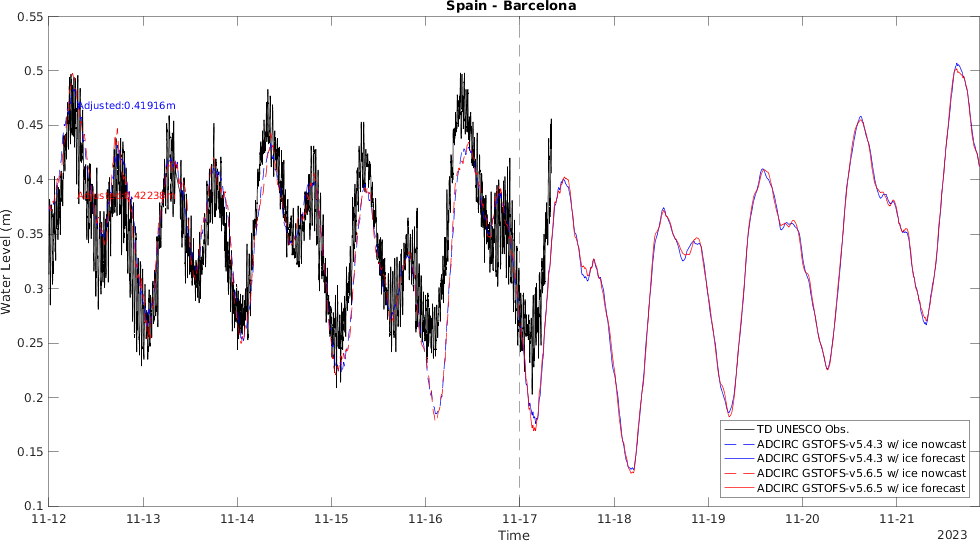 Spain - Barcelona
0.55
0.5
0.45
0.4
0.35
0.3
0.25
0.2
0.15
0.1
Water Level (m)
Adjusted:0.41916m
TD UNESCO Obs.
ADCIRC GSTOFS-v5.4.3 w/ ice nowcast
ADCIRC GSTOFS-v5.4.3 w/ ice forecast
ADCIRC GSTOFS-v5.6.5 w/ ice nowcast
ADCIRC GSTOFS-v5.6.5 w/ ice forecast
11-12 11-13 11-14 11-15 11-16 11-17 11-18 11-19 11-20 11-21
Time
2023